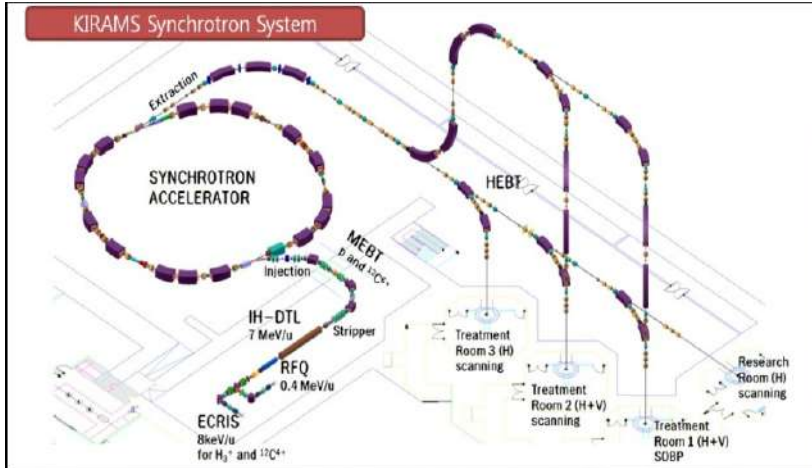 KIRAMS Synchrotron System
Extraction
SYNCHROTRON
ACCELERATOR
HEBT
MEBT
p and ¹²C⁴⁺
Injection
IH-DTL
7 MeV/u
Stripper
RFQ
0.4 MeV/u
ECRIS
8keV/u
for H₃⁺ and ¹²C⁴⁺
Treatment
Room 3 (H)
scanning
Treatment
Room 2 (H+V)
scanning
Treatment
Room 1 (H+V)
SOBP
Research
Room (H)
scanning